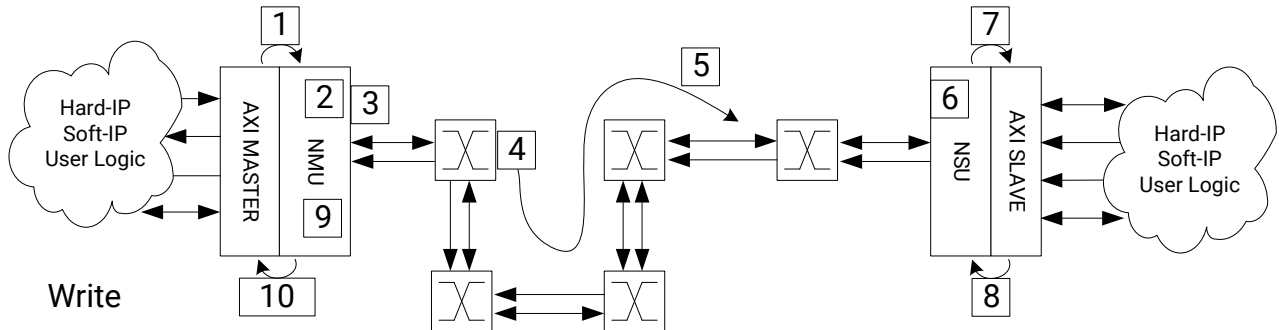 1
7
5
Hard-IP
Soft-IP
User Logic
AXI MASTER
NMU
2
3
4
6
NSU
AXI SLAVE
Hard-IP
Soft-IP
User Logic
9
Write
10
8